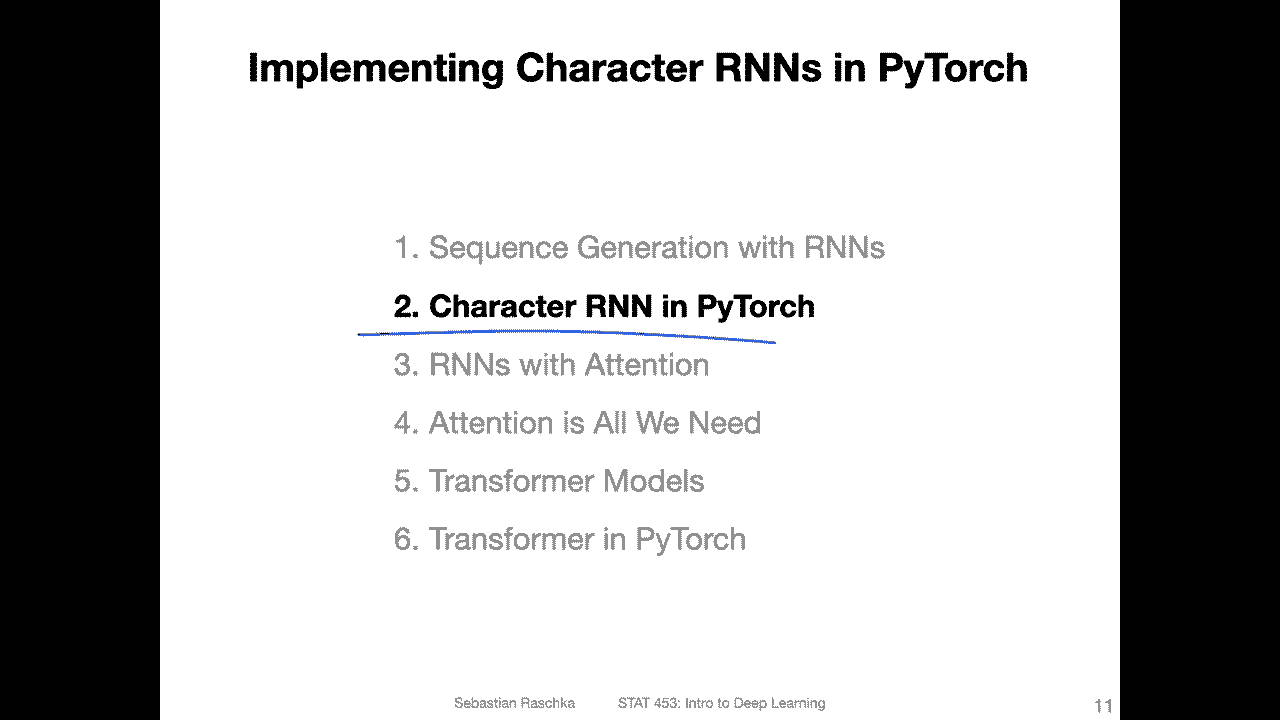 Implementing Character RNNs in PyTorch
1. Sequence Generation with RNNs
2. Character RNN in PyTorch
3. RNNs with Attention
4. Attention is All We Need
5. Transformer Models
6. Transformer in PyTorch
Sebastian Raschka STAT 453: Intro to Deep Learning 11